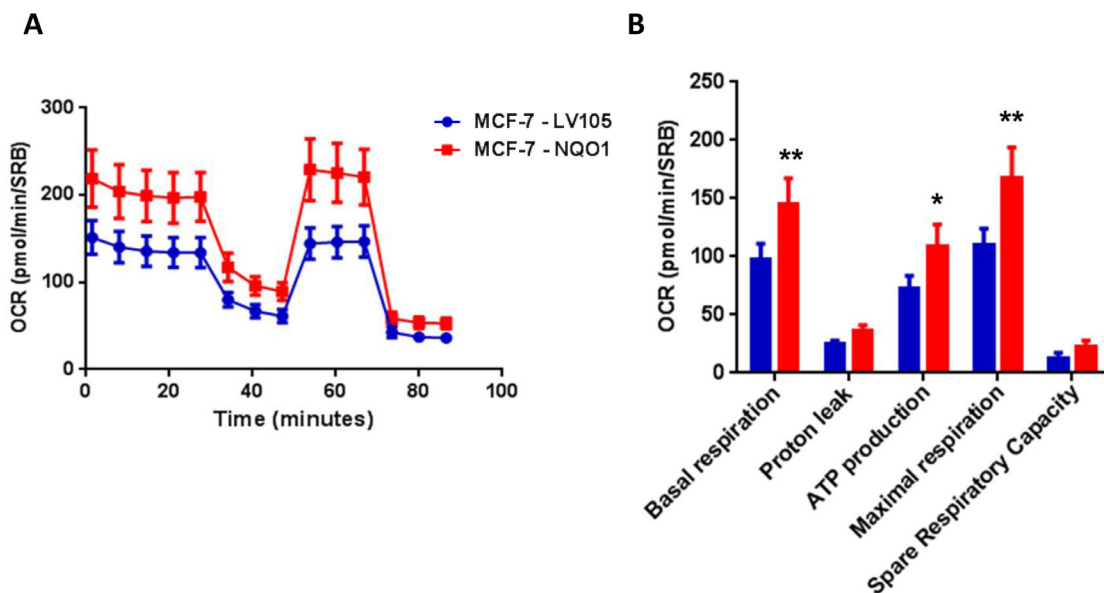 A
OCR (pmol/min/SRB)
300
200
100
0
0
20
40
60
80
100
Time (minutes)
MCF-7 - LV105
MCF-7 - NQO1
B
OCR (pmol/min/SRB)
250
200
150
100
50
0
**
*
**
Basal respiration
Proton leak
ATP production
Maximal respiration
Spare Respiratory Capacity